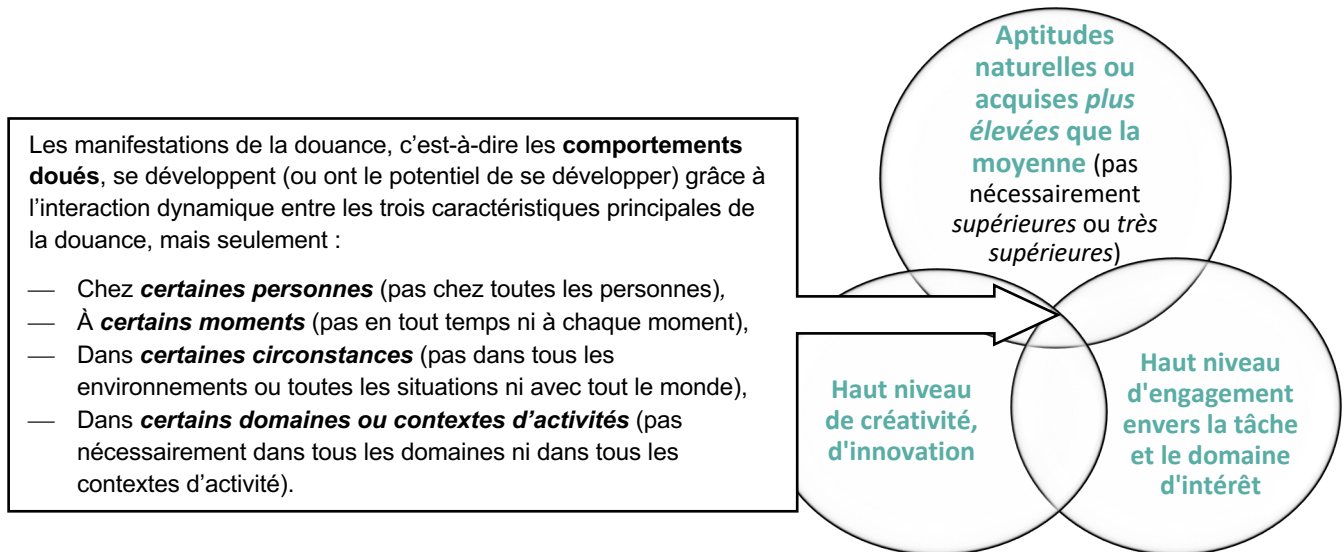 Les manifestations de la douance, c’est-à-dire les comportements
doués, se développent (ou ont le potentiel de se développer) grâce à
l’interaction dynamique entre les trois caractéristiques principales de
la douance, mais seulement :
— Chez certaines personnes (pas chez toutes les personnes),
— À certains moments (pas en tout temps ni à chaque moment),
— Dans certaines circonstances (pas dans tous les
environnements ou toutes les situations ni avec tout le monde),
— Dans certains domaines ou contextes d’activités (pas
nécessairement dans tous les domaines ni dans tous les
contextes d’activité).
Aptitudes
naturelles ou
acquises plus
élevées que la
moyenne (pas
nécessairement
supérieures ou très
supérieures)
Haut niveau
de créativité,
d'innovation
Haut niveau
d'engagement
envers la tâche
et le domaine
d'intérêt